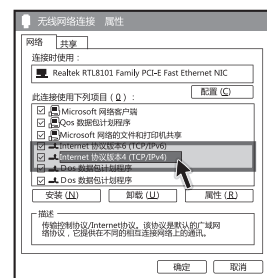 无线网络连接 属性
网络 共享
连接时使用：
Realtek RTL8101 Family PCI-E Fast Ethernet NIC
配置 (C)
此连接使用下列项目（O）：
Microsoft 网络客户端
Qos 数据包计划程序
Microsoft 网络的文件和打印机共享
Internet 协议版本6 (TCP/IPv6)
Internet 协议版本4 (TCP/IPv4)
Dos 数据包计划程序
Dos 数据包计划程序
安装 (N) 卸载 (U) 属性 (R)
描述
传输控制协议/Internet协议。该协议是默认的广域网
络协议，它提供在不同的相互连接网络上的通讯。
确定 取消